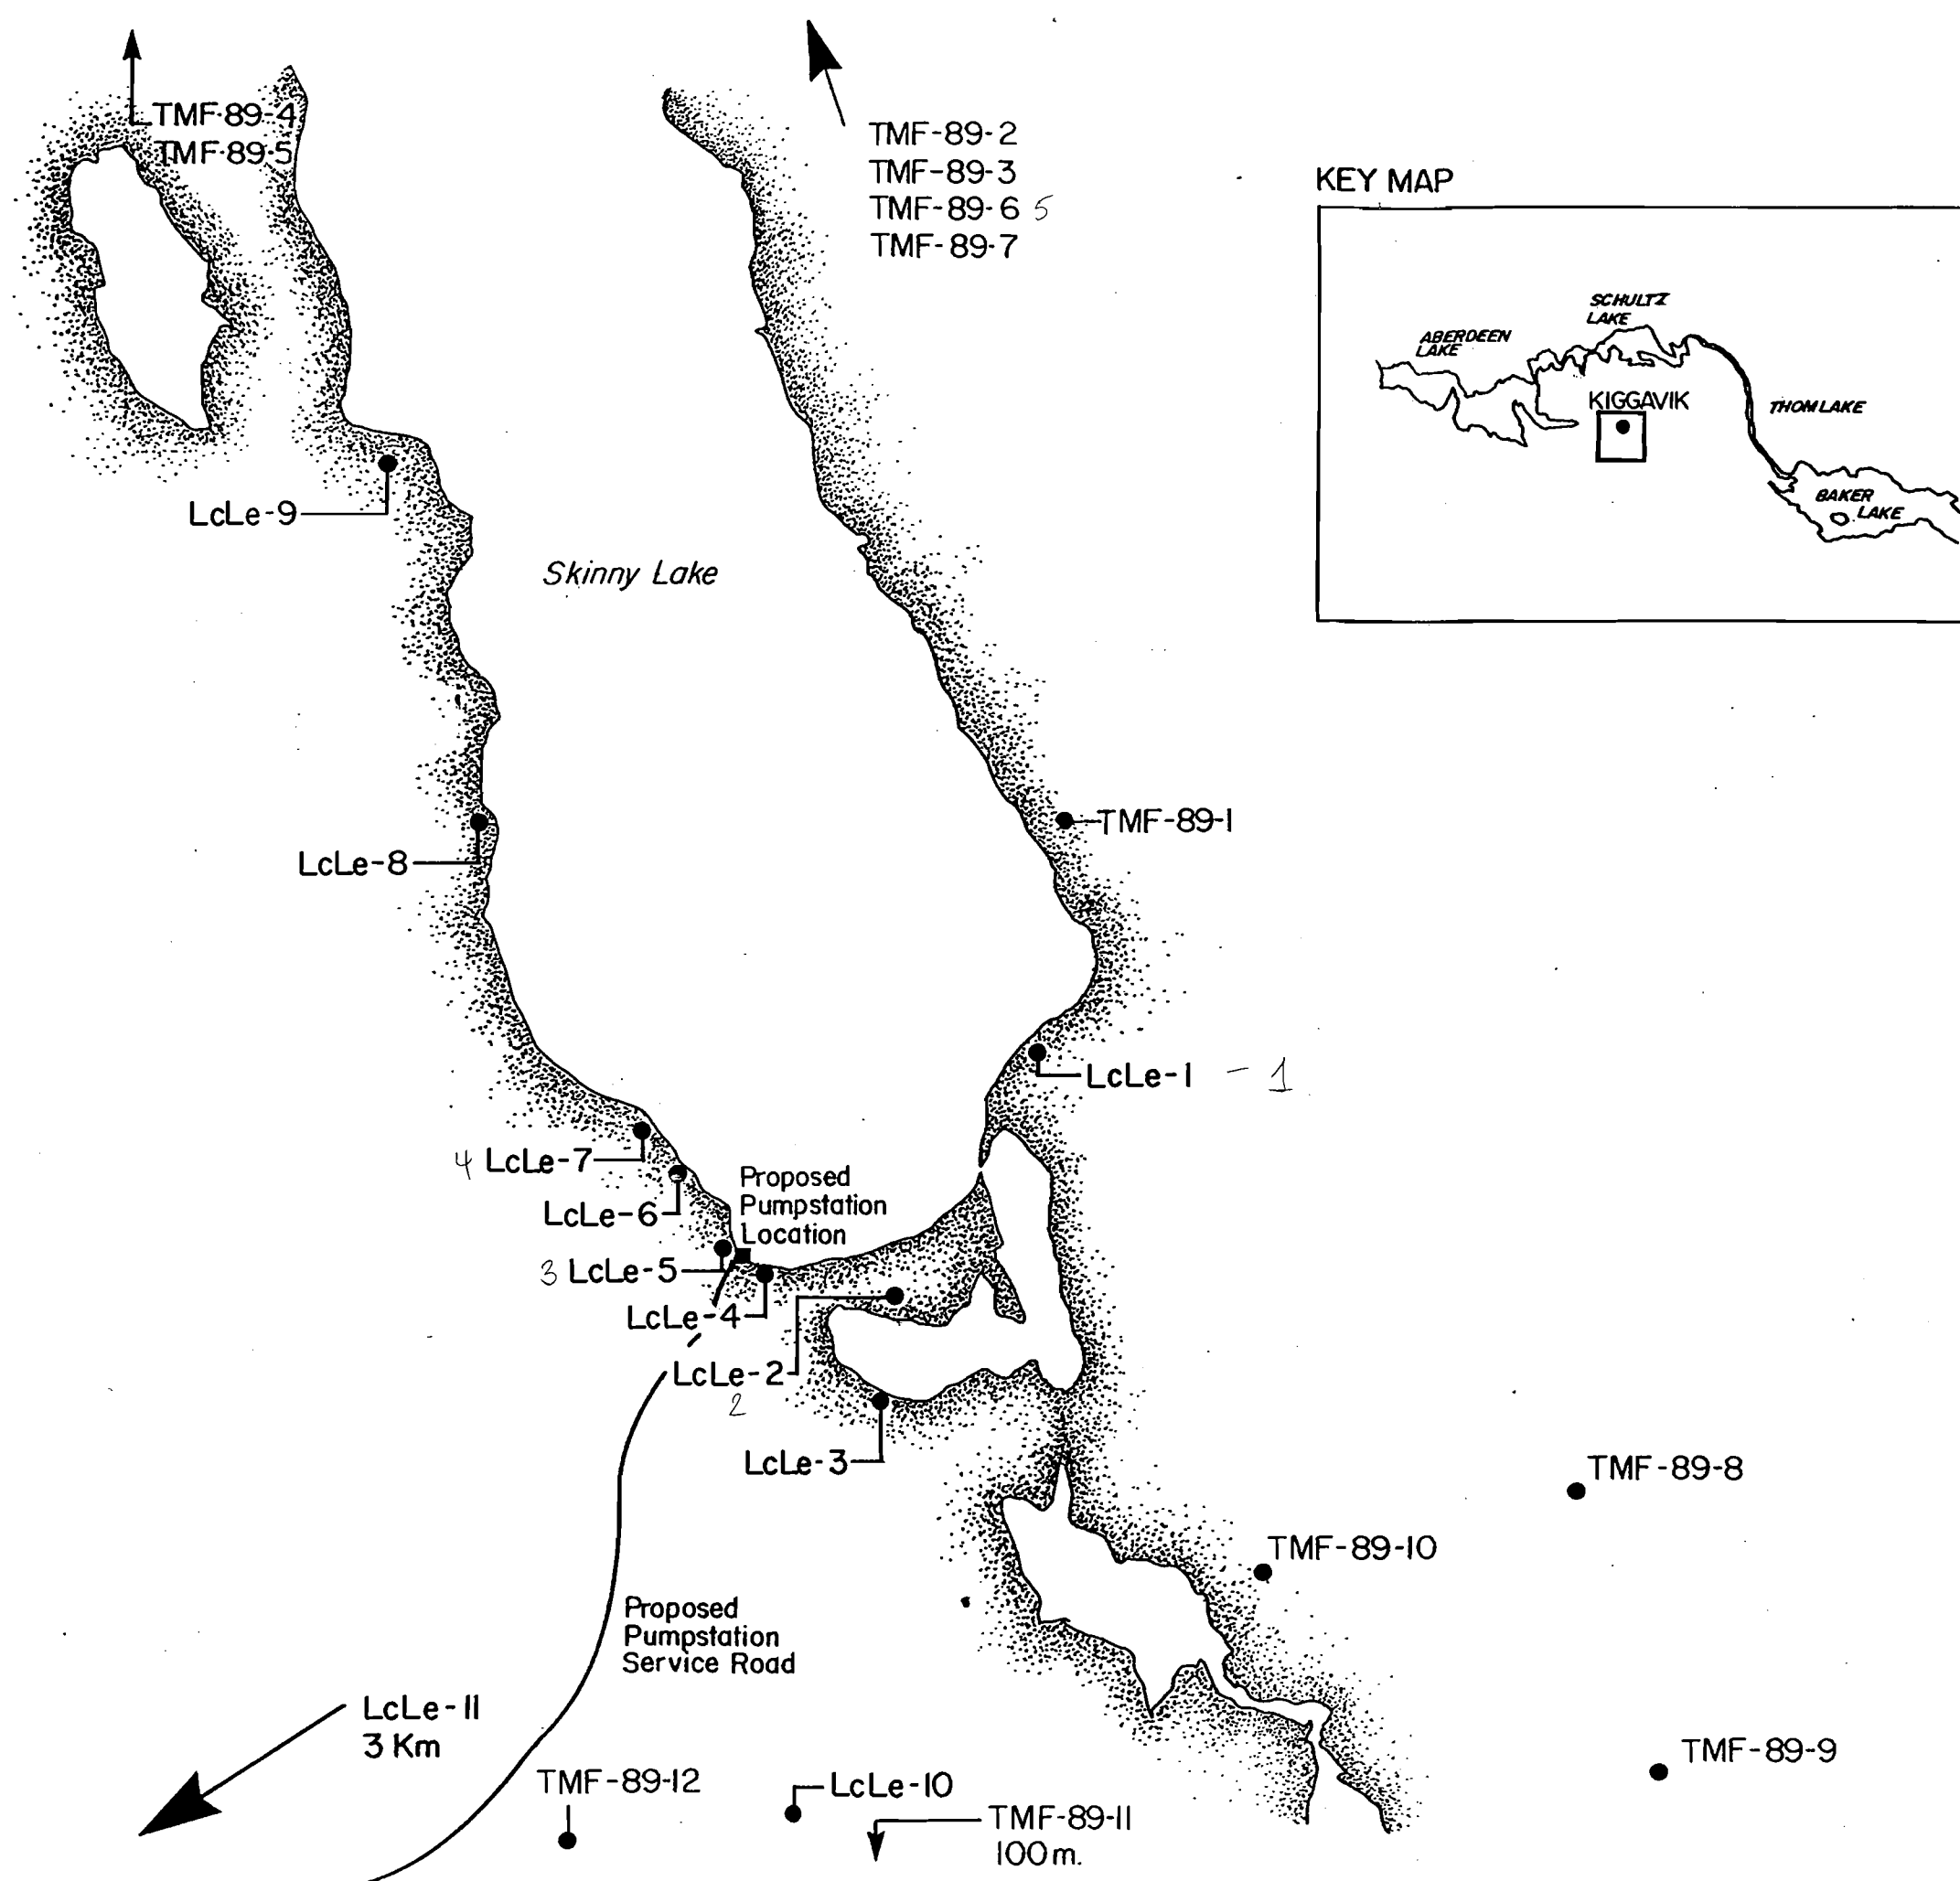 TMF-89-4
TMF-89-5
TMF-89-2
TMF-89-3
TMF-89-6 5
TMF-89-7
KEY MAP
SCHULTZ
LAKE
ABERDEEN
LAKE
KIGGAVIK
THOM LAKE
BAKER
LAKE
LcLe-9
Skinny Lake
TMF-89-1
LcLe-8
LcLe-1 - 1
4 LcLe-7
LcLe-6
Proposed
Pumpstation
Location
3 LcLe-5
LcLe-4
LcLe-2
2
LcLe-3
TMF-89-8
TMF-89-10
Proposed
Pumpstation
Service Road
LcLe-11
3 Km
TMF-89-9
TMF-89-12
LcLe-10
TMF-89-11
100m.